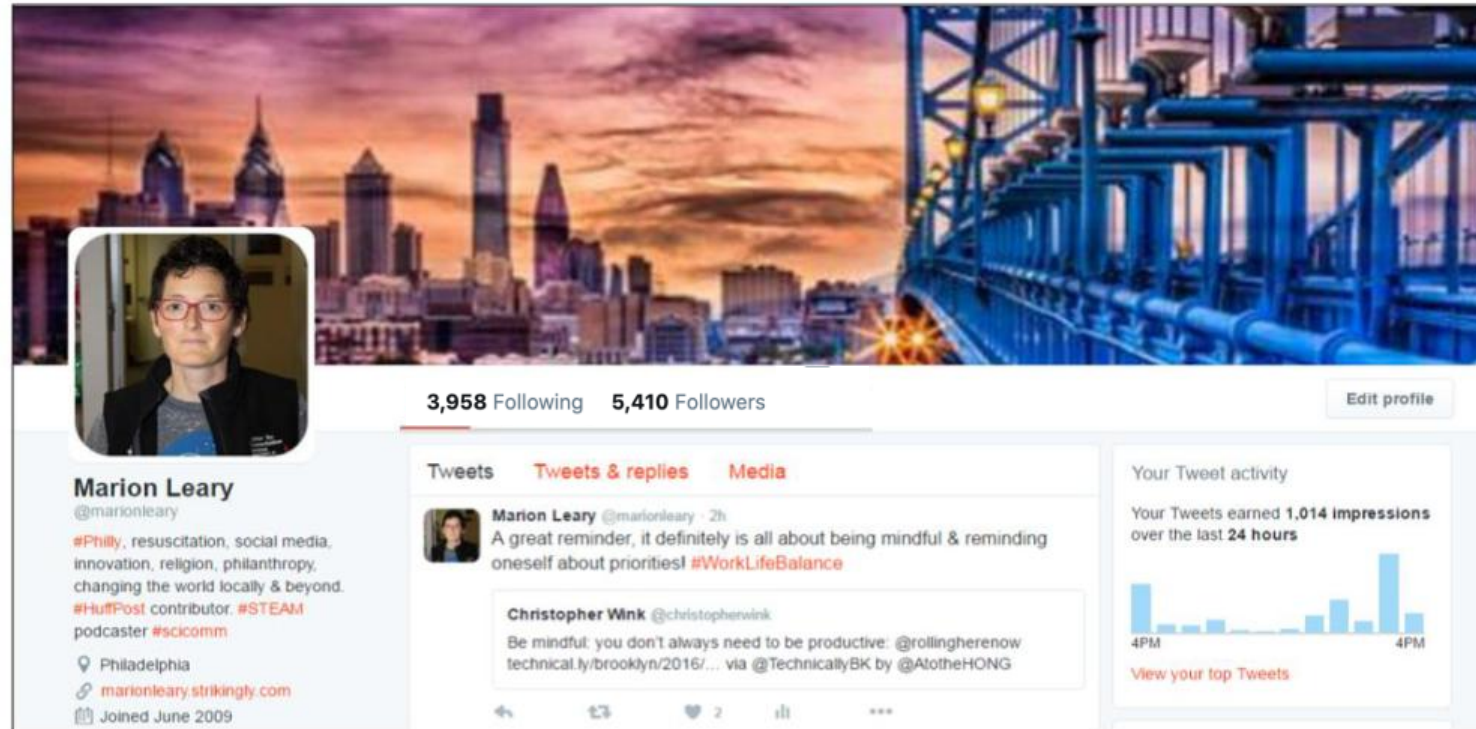 3,958 Following 5,410 Followers
Edit profile
Marion Leary
@marionleary
#Philly, resuscitation, social media,
innovation, religion, philanthropy,
changing the world locally & beyond.
#HuffPost contributor. #STEAM
podcaster #scicomm
Philadelphia
marionleary.strikingly.com
Joined June 2009
Tweets Tweets & replies Media
Marion Leary @marionleary · 2h
A great reminder, it definitely is all about being mindful & reminding
oneself about priorities! #WorkLifeBalance
Christopher Wink @christopherwink
Be mindful: you don't always need to be productive: @rollingherenow
technical.ly/brooklyn/2016/... via @TechnicallyBK by @AtotheHONG
2
Your Tweet activity
Your Tweets earned 1,014 impressions
over the last 24 hours
4PM 4PM
View your top Tweets